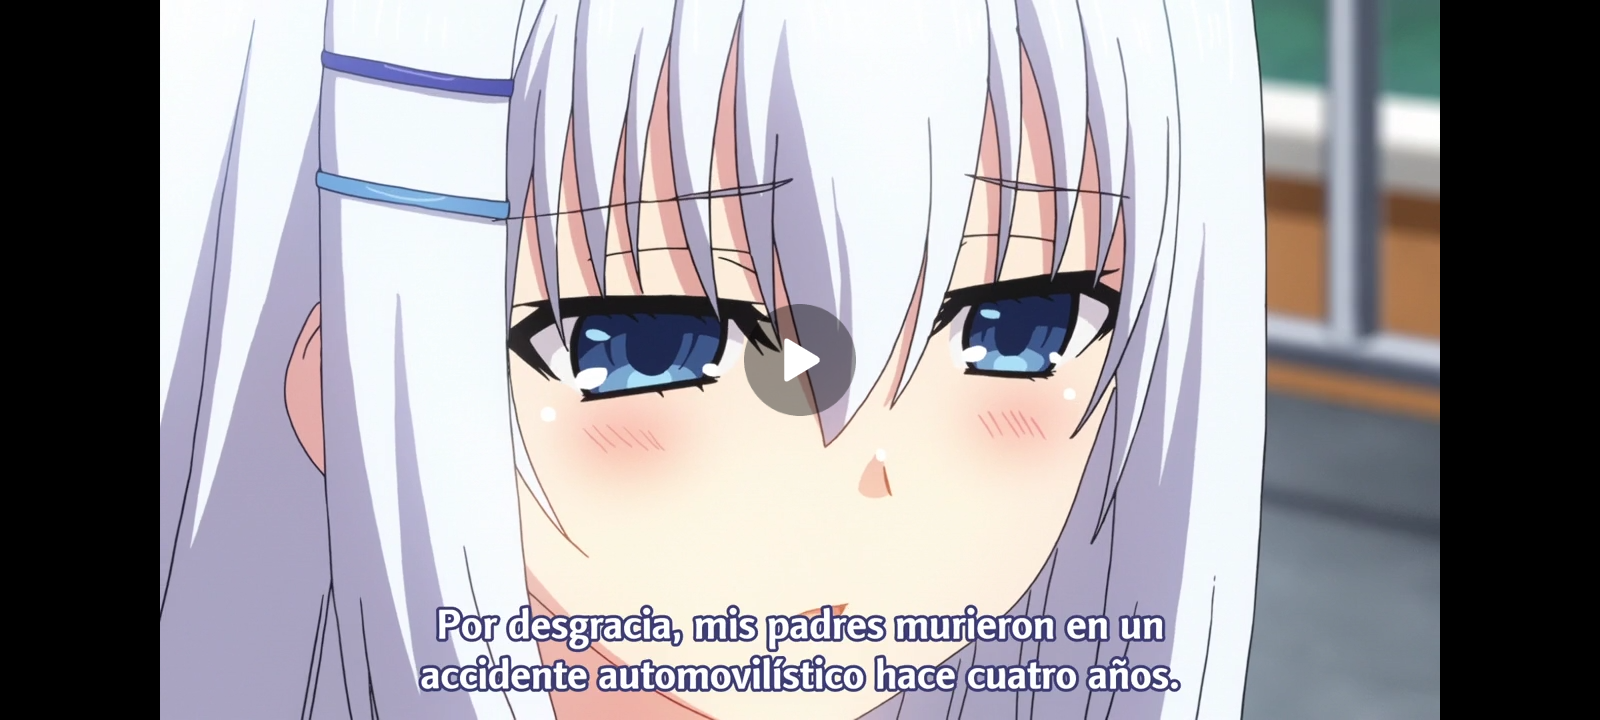 Por desgracia, mis padres murieron en un
accidente automovilístico hace cuatro años.